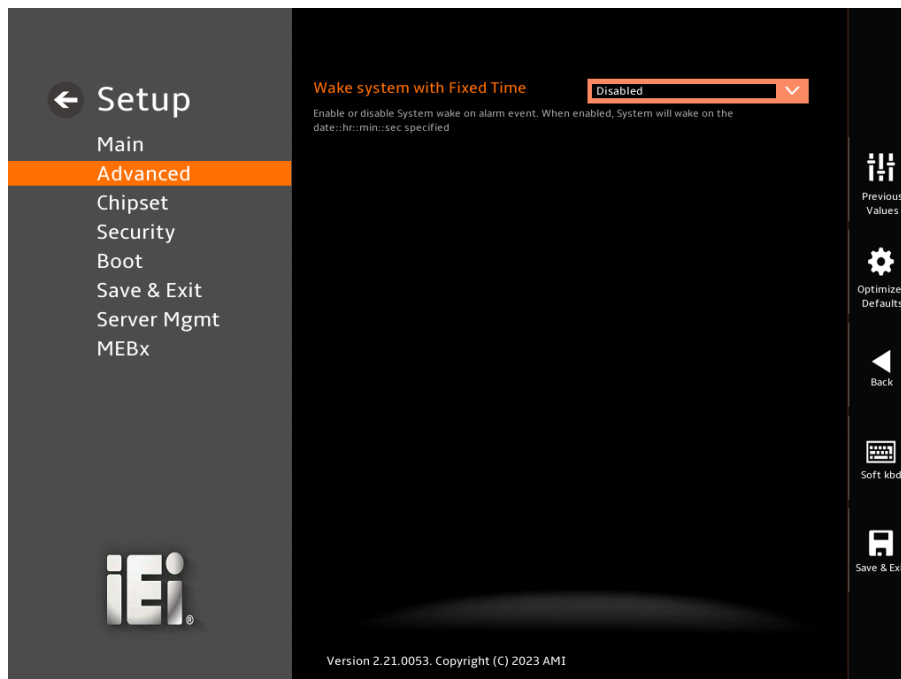 Setup
Main
Advanced
Chipset
Security
Boot
Save & Exit
Server Mgmt
MEBx
iEi®
Wake system with Fixed Time
Disabled
Enable or disable System wake on alarm event. When enabled, System will wake on the
date::hr::min::sec specified
Version 2.21.0053. Copyright (C) 2023 AMI
Previous
Values
Optimize
Defaults
Back
Soft kbd
Save & Ex